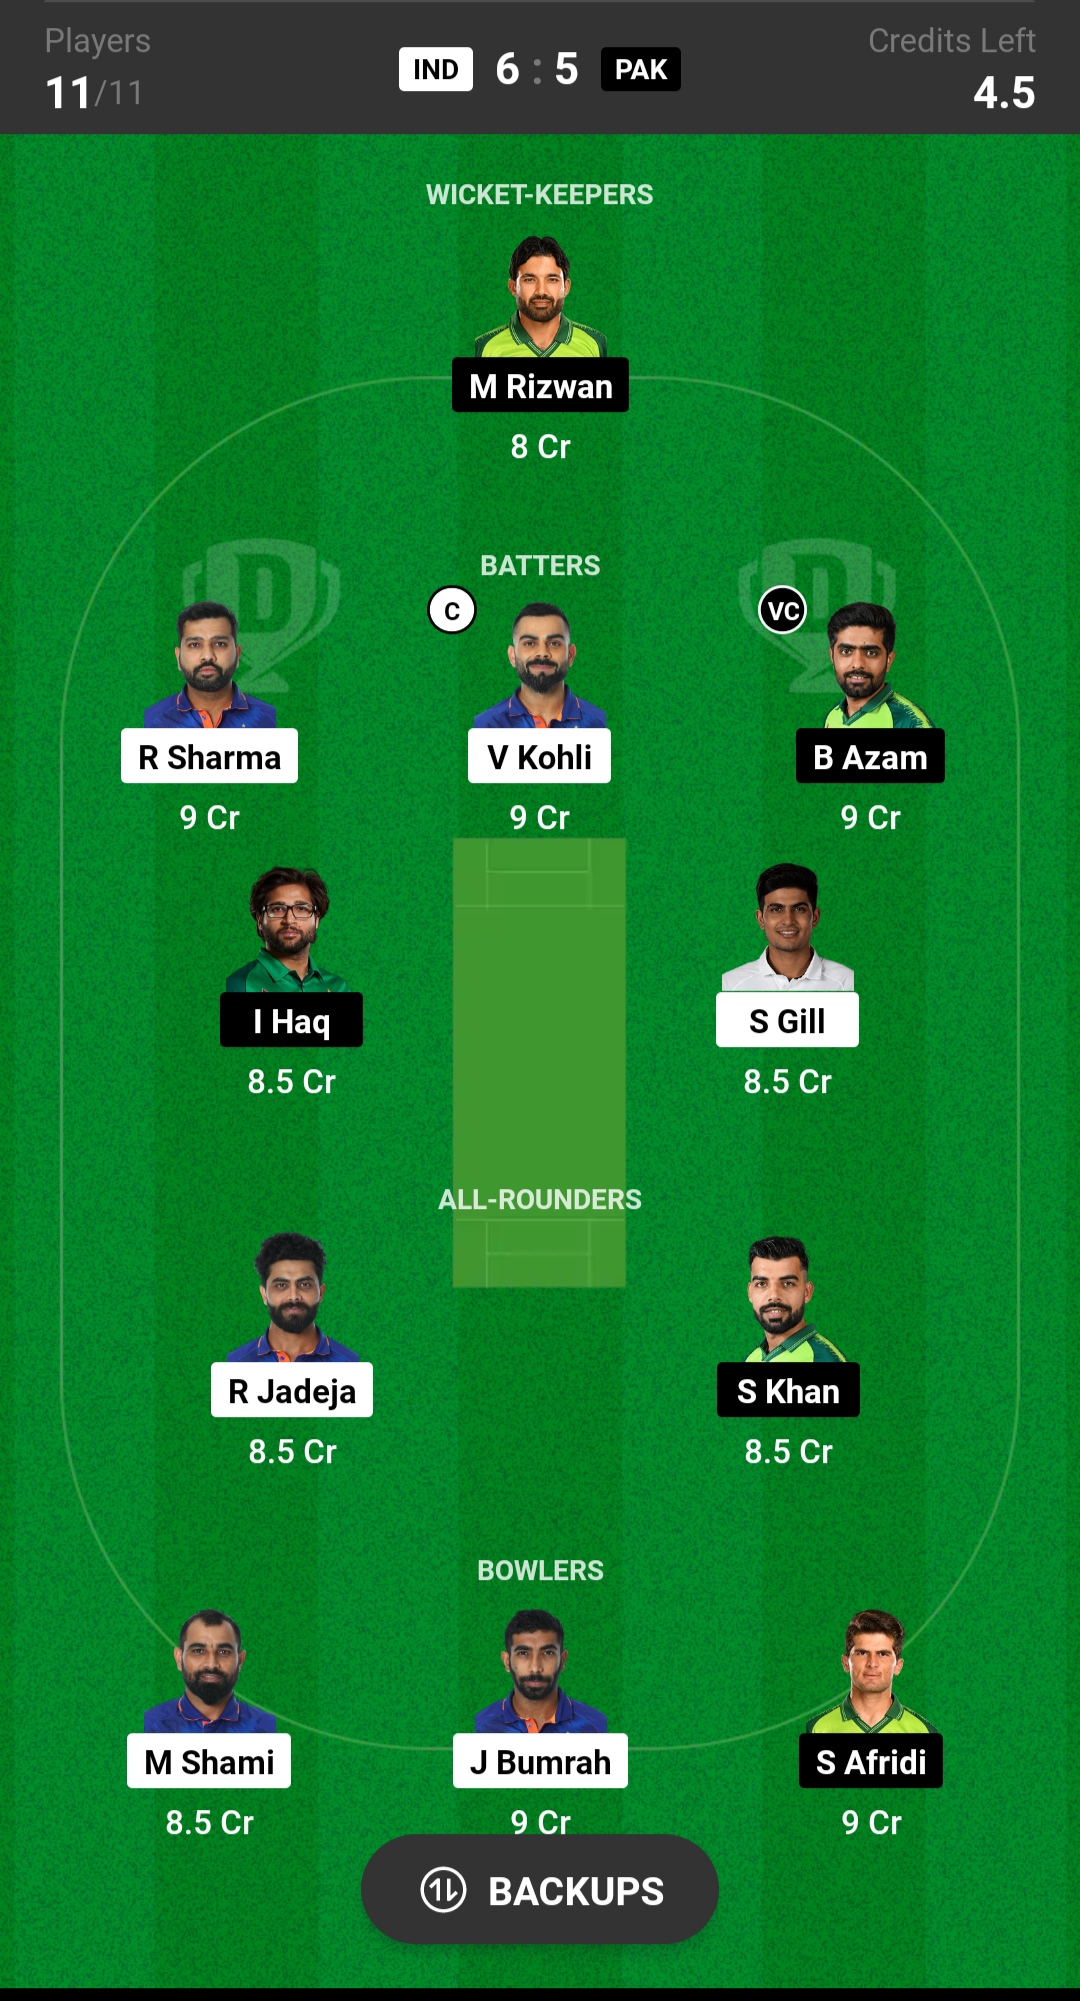 Players
Credits Left
11/11
IND 6 : 5 PAK
4.5
WICKET-KEEPERS
M Rizwan
8 Cr
BATTERS
C
VC
D
D
R Sharma
V Kohli
B Azam
9 Cr
9 Cr
9 Cr
I Haq
S Gill
8.5 Cr
8.5 Cr
ALL-ROUNDERS
R Jadeja
S Khan
8.5 Cr
8.5 Cr
BOWLERS
M Shami
J Bumrah
S Afridi
8.5 Cr
9 Cr
9 Cr
BACKUPS